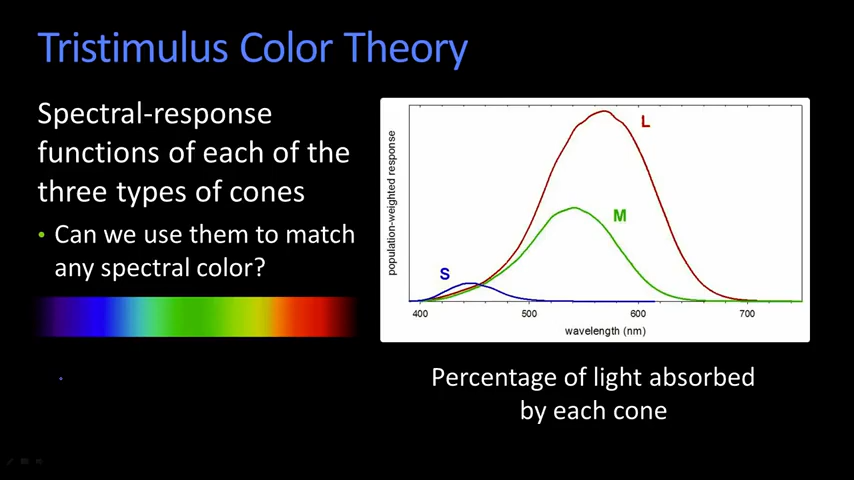 Tristimulus Color Theory
Spectral-response
functions of each of the
three types of cones
• Can we use them to match
any spectral color?
population-weighted response
L
M
S
400 500 600 700
wavelength (nm)
Percentage of light absorbed
by each cone